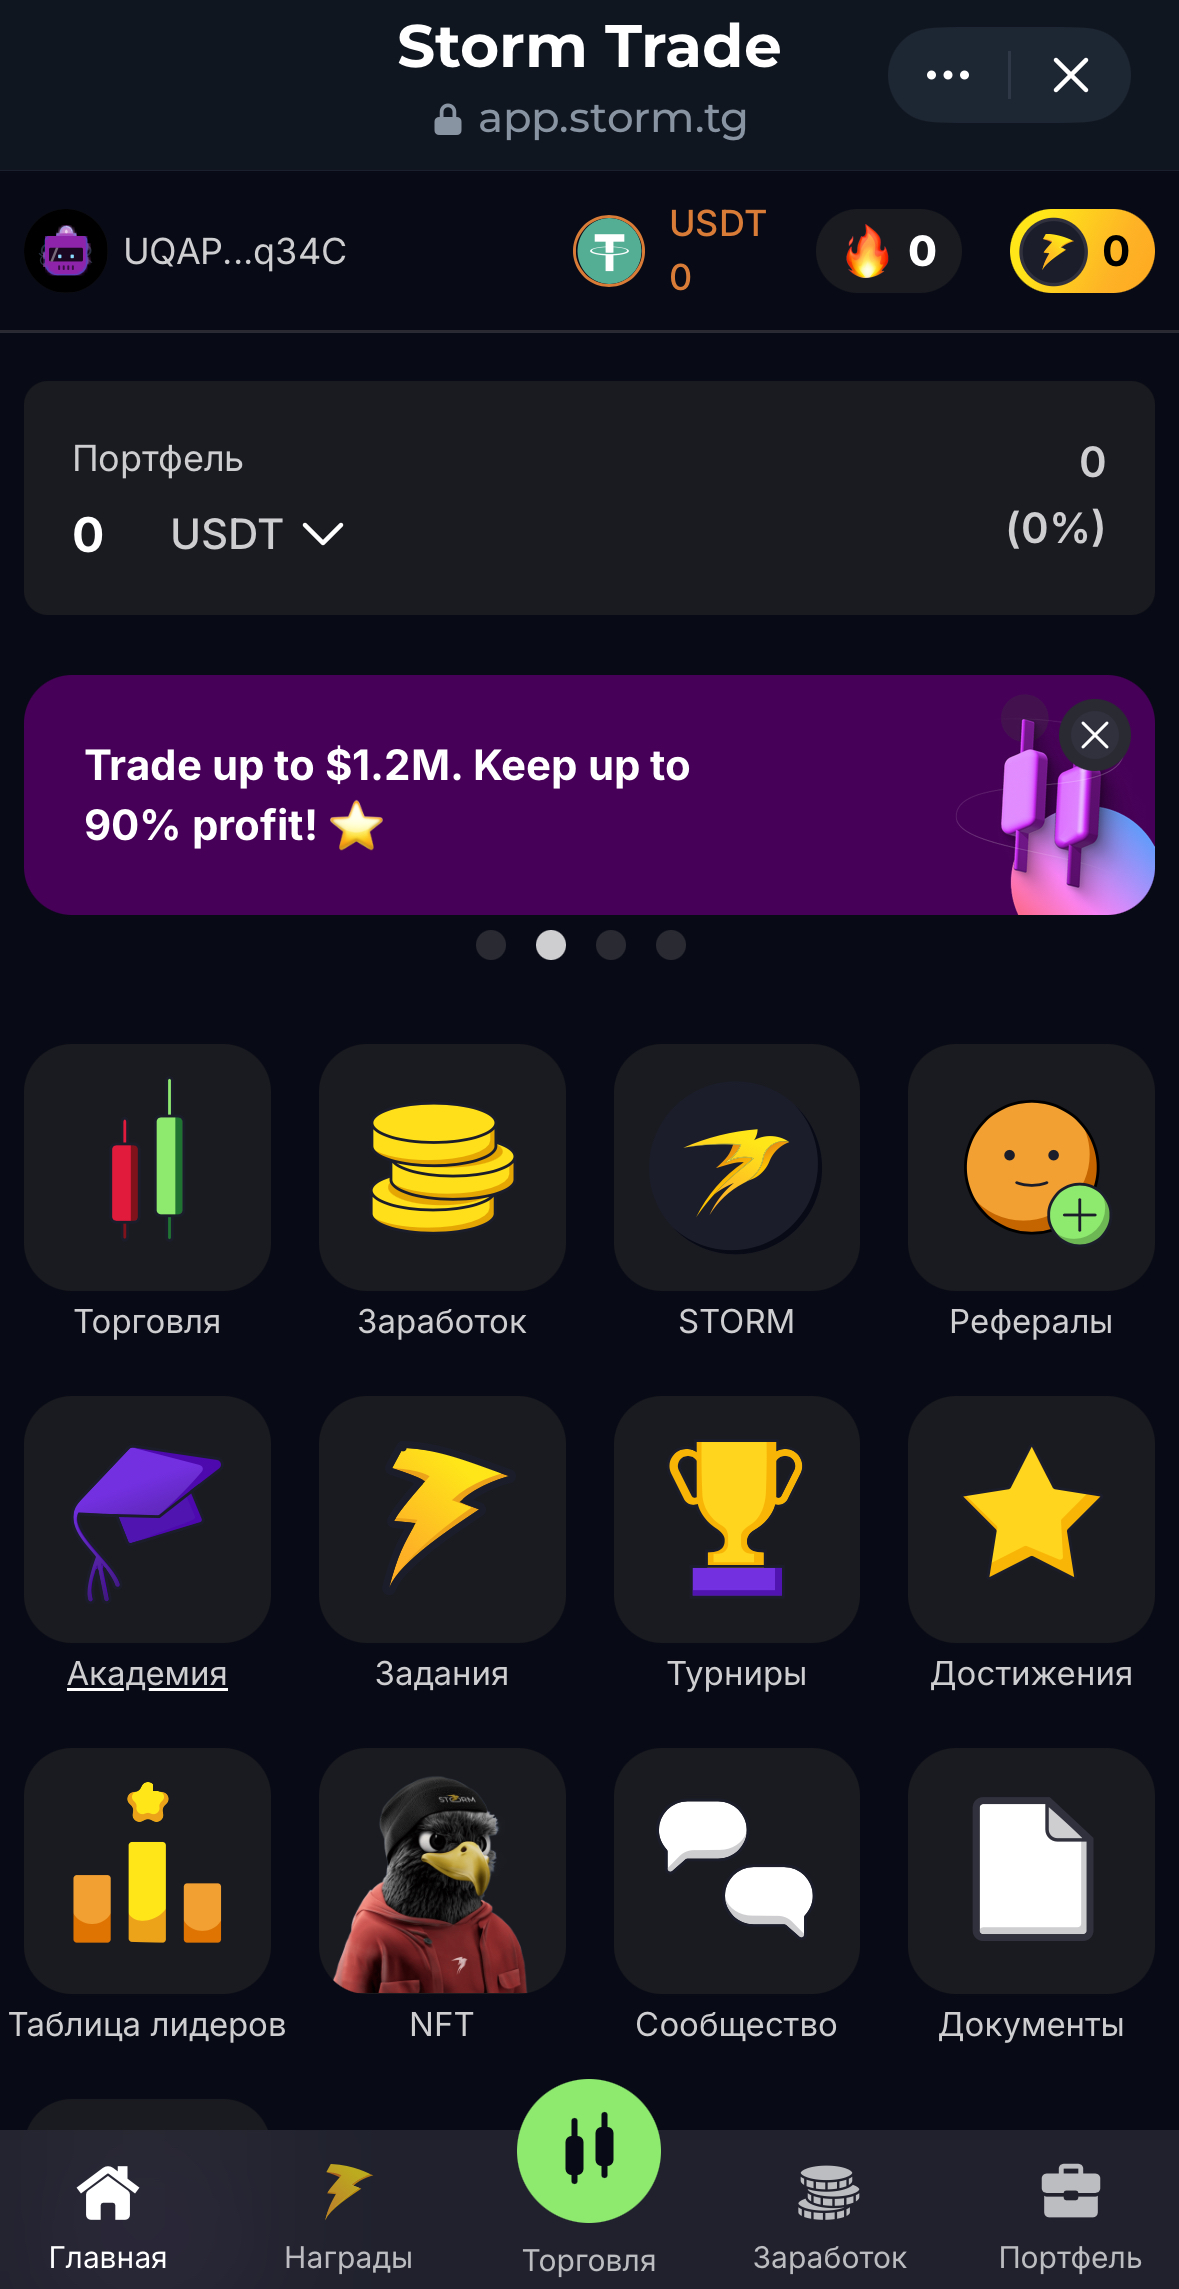 Storm Trade
app.storm.tg
UQAP...q34C
USDT
0
0
0
Портфель
0
0 USDT
(0%)
Trade up to $1.2M. Keep up to
90% profit! ⭐
Торговля
Заработок
STORM
Рефералы
Академия
Задания
Турниры
Достижения
STORM
Таблица лидеров
NFT
Сообщество
Документы
Главная
Награды
Торговля
Заработок
Портфель